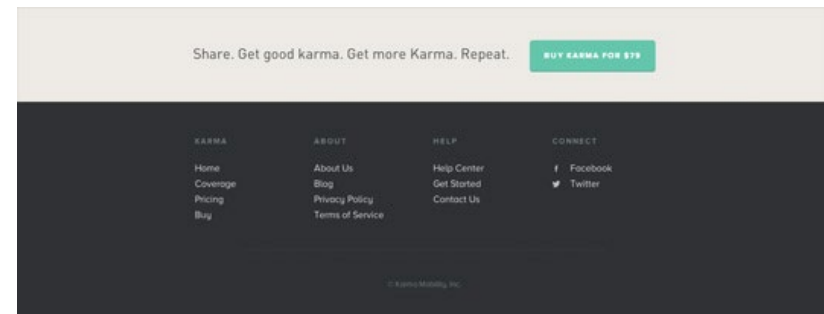 Share. Get good karma. Get more Karma. Repeat.
BUY KARMA FOR $79
KARMA
Home
Coverage
Pricing
Buy
ABOUT
About Us
Blog
Privacy Policy
Terms of Service
HELP
Help Center
Get Started
Contact Us
CONNECT
Facebook
Twitter
© Karma Mobility, Inc.